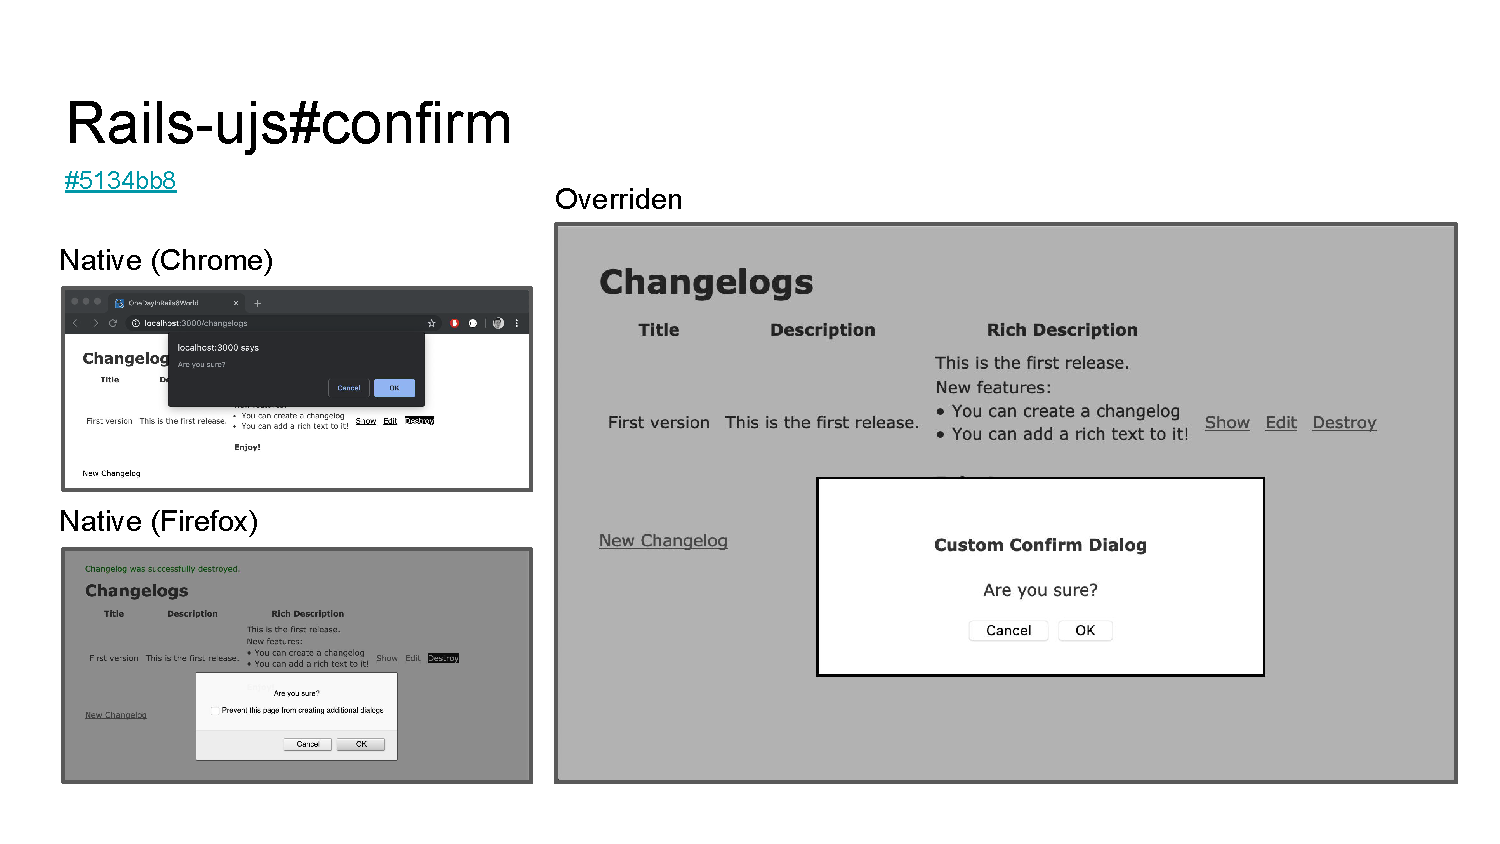 Rails-ujs#confirm
#5134bb8
Native (Chrome)
OneDayInRails6World
localhost:3000/changelogs
localhost:3000 says
Are you sure?
Cancel OK
Changelog
Title De
First version This is the first release.
• You can create a changelog
• You can add a rich text to it!
Show Edit Destroy
Enjoy!
New Changelog
Native (Firefox)
Changelog was successfully destroyed.
Changelogs
Title Description Rich Description
This is the first release.
New features:
• You can create a changelog
First version This is the first release. • You can add a rich text to it! Show Edit Destroy
Are you sure?
Prevent this page from creating additional dialogs
New Changelog
Cancel OK
Overriden
Changelogs
Title Description Rich Description
This is the first release.
New features:
• You can create a changelog
First version This is the first release. Show Edit Destroy
• You can add a rich text to it!
New Changelog
Custom Confirm Dialog
Are you sure?
Cancel OK